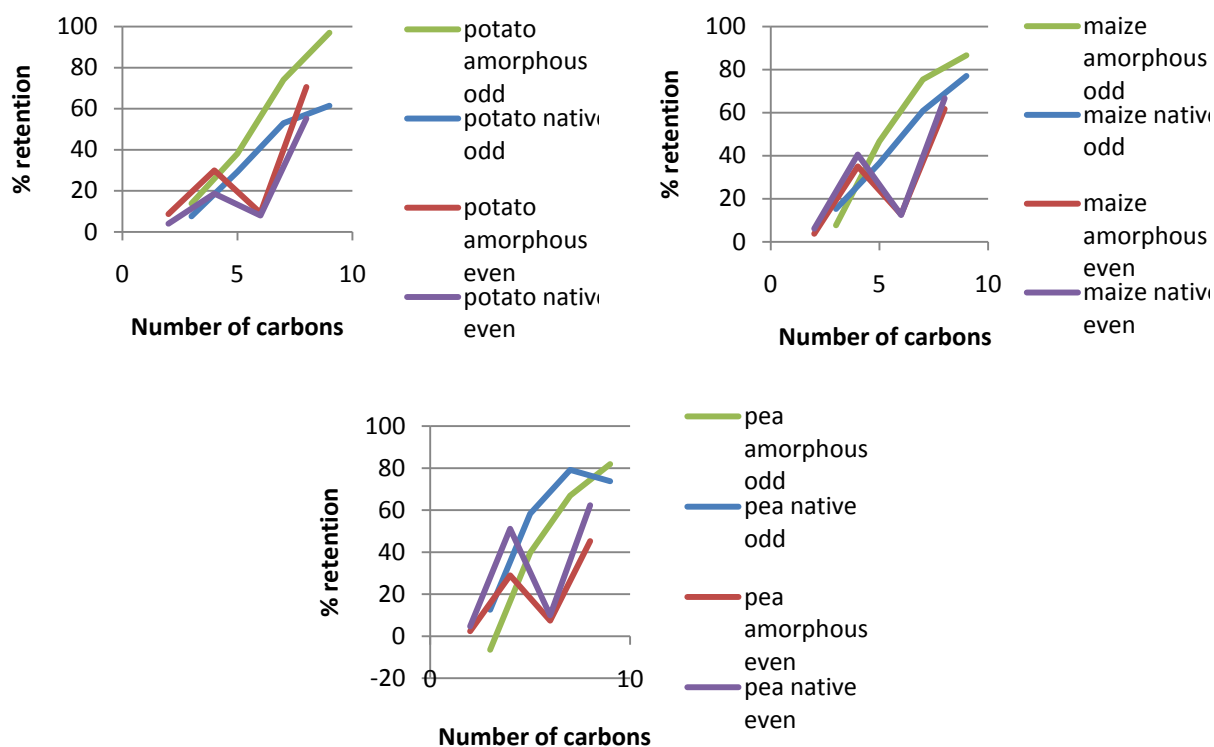 100
80
60
40
20
0
0 5 10
% retention
Number of carbons
potato
amorphous
odd
potato native
odd
potato
amorphous
even
potato native
even
100
80
60
40
20
0
0 5 10
% retention
Number of carbons
maize
amorphous
odd
maize native
odd
maize
amorphous
even
maize native
even
100
80
60
40
20
0
-20
0 10
% retention
Number of carbons
pea
amorphous
odd
pea native
odd
pea
amorphous
even
pea native
even